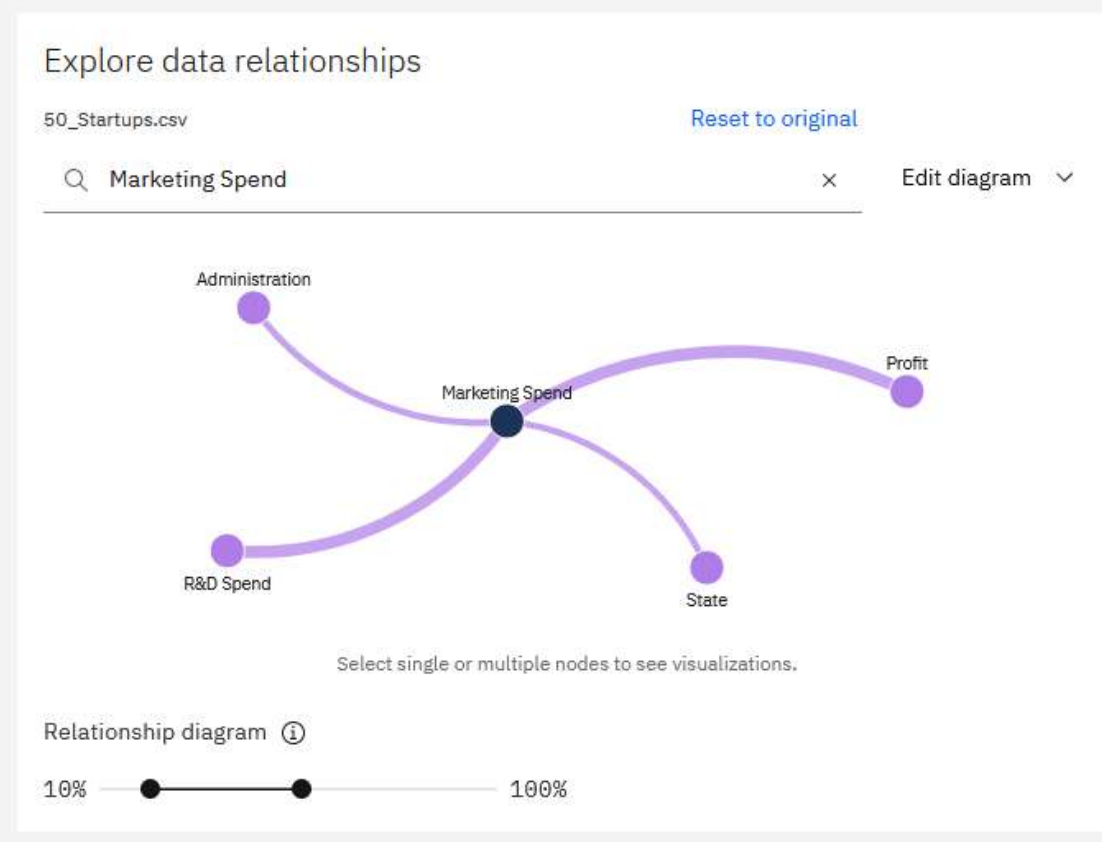 Explore data relationships
50_Startups.csv
Reset to original
Marketing Spend
Edit diagram
Administration
Profit
Marketing Spend
R&D Spend
State
Select single or multiple nodes to see visualizations.
Relationship diagram
10%
100%